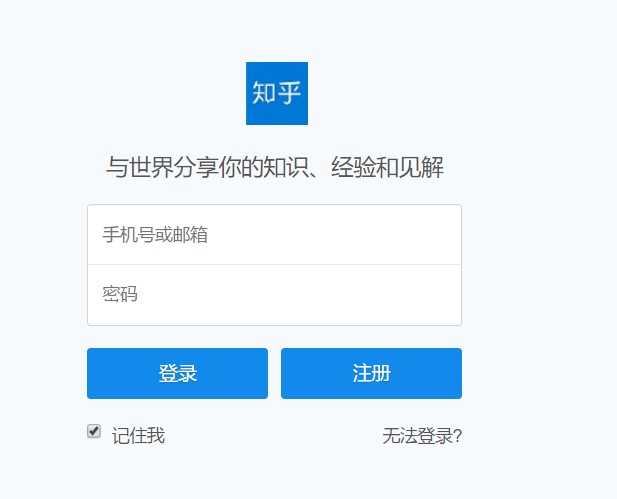 知乎
与世界分享你的知识、经验和见解
手机号或邮箱
密码
登录 注册
记住我 无法登录?